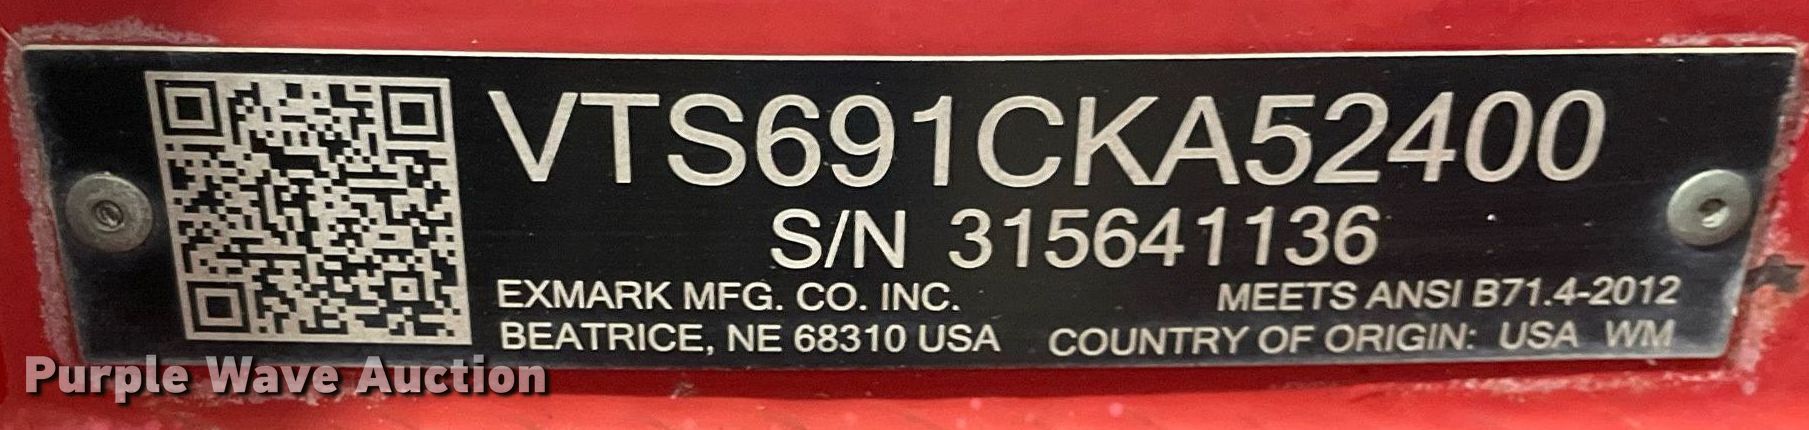 VTS691CKA52400
S/N 315641136
EXMARK MFG. CO. INC.
BEATRICE, NE 68310 USA
MEETS ANSI B71.4-2012
COUNTRY OF ORIGIN: USA WM
Purple Wave Auction